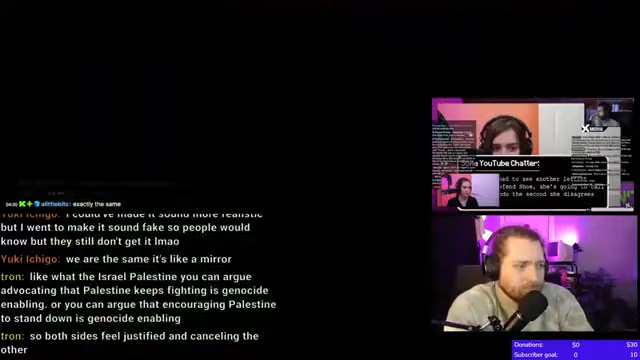 alittlebits: exactly the same
Yuki Ichigo: I could've made it sound more realistic
but I went to make it sound fake so people would
know but they still don't get it lmao
Yuki Ichigo: we are the same it's like a mirror
tron: like what the Israel Palestine you can argue
advocating that Palestine keeps fighting is genocide
enabling. or you can argue that encouraging Palestine
to stand down is genocide enabling
tron: so both sides feel justified and canceling the
other
YouTube Chatter:
to see another leftist
defend Shoe, she's going to
the second she disagrees
Donations: $0 $30
Subscriber goal: 0 10